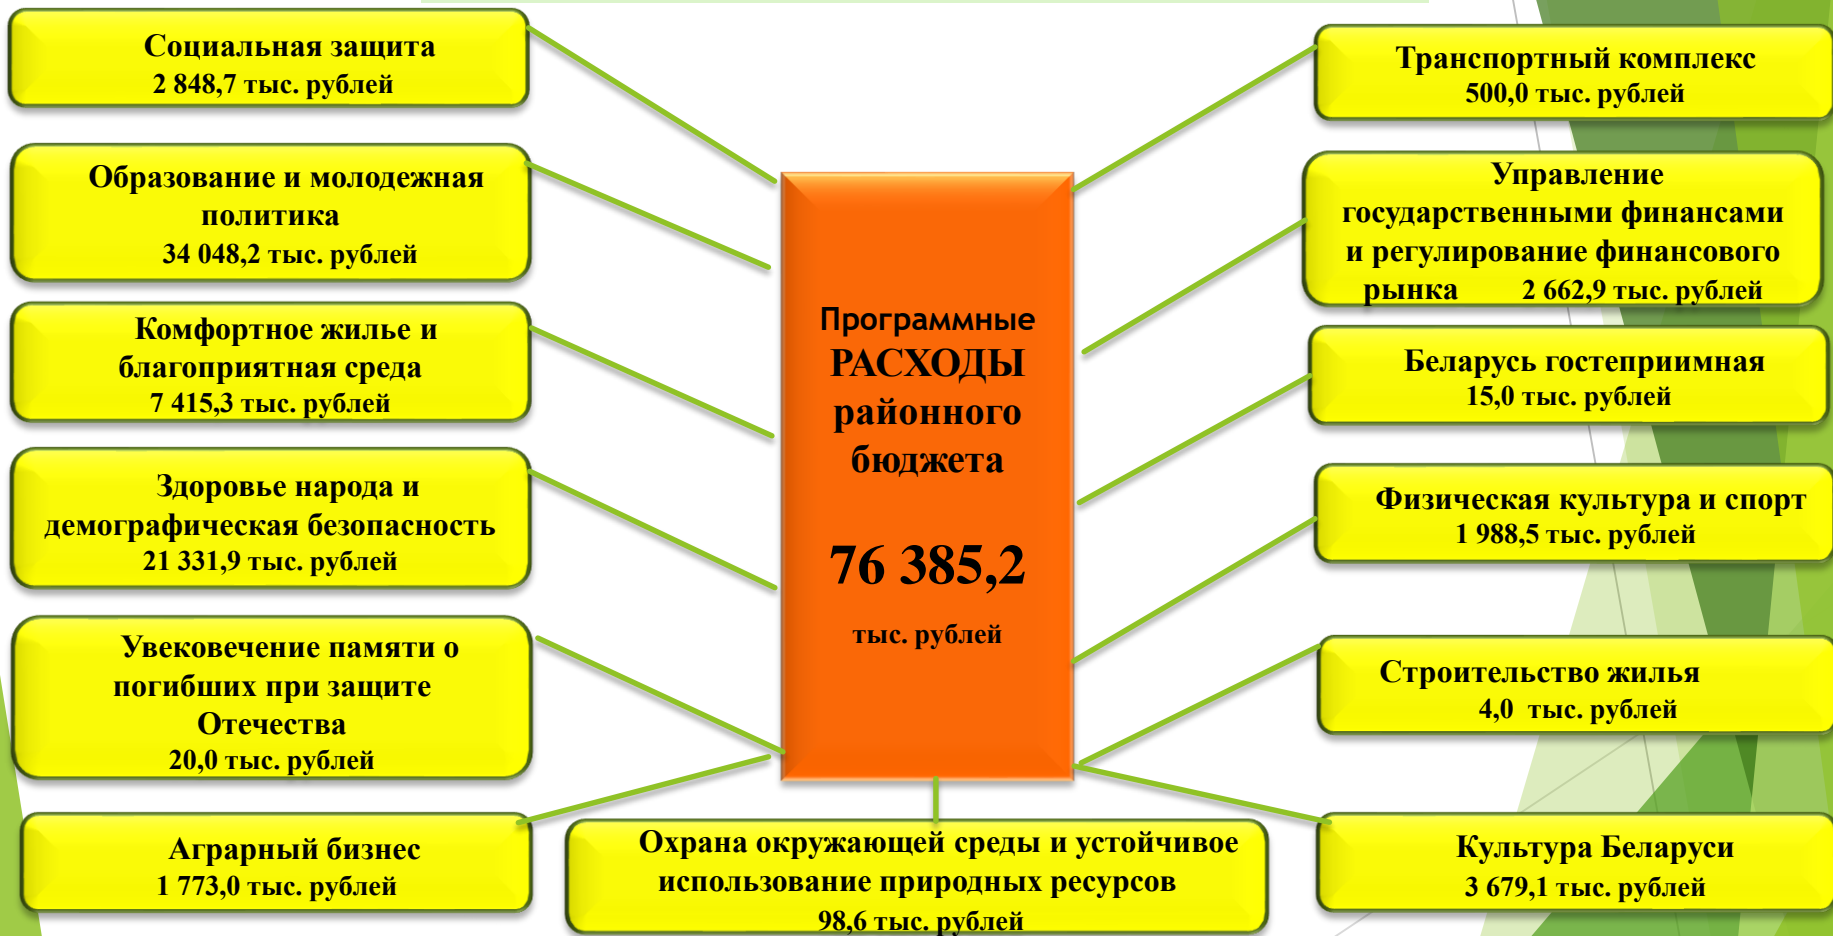 Социальная защита
2 848,7 тыс. рублей
Образование и молодежная
политика
34 048,2 тыс. рублей
Комфортное жилье и
благоприятная среда
7 415,3 тыс. рублей
Здоровье народа и
демографическая безопасность
21 331,9 тыс. рублей
Увековечение памяти о
погибших при защите
Отечества
20,0 тыс. рублей
Аграрный бизнес
1 773,0 тыс. рублей
Программные
РАСХОДЫ
районного
бюджета
76 385,2
тыс. рублей
Охрана окружающей среды и устойчивое
использование природных ресурсов
98,6 тыс. рублей
Транспортный комплекс
500,0 тыс. рублей
Управление
государственными финансами
и регулирование финансового
рынка 2 662,9 тыс. рублей
Беларусь гостеприимная
15,0 тыс. рублей
Физическая культура и спорт
1 988,5 тыс. рублей
Строительство жилья
4,0 тыс. рублей
Культура Беларуси
3 679,1 тыс. рублей